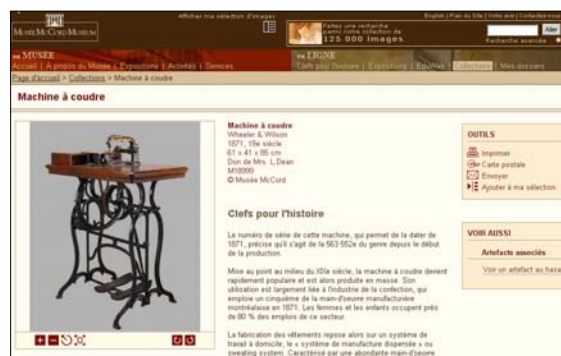 Afficher ma sélection d'images
English | Plan du Site | Votre avis | Contactez-nous
MUSÉE MCCORD MUSEUM
Faites une recherche
parmi notre collection de
125 000 images
Aller
Recherche avancée
au MUSÉE
en LIGNE
Accueil | À propos du Musée | Expositions | Activités | Services
Clefs pour l'histoire | Expositions | EduWeb | Collections | Mes dossiers
Page d'accueil > Collections > Machine à coudre
Machine à coudre
Machine à coudre
Wheeler & Wilson
1871, 19e siècle
61 x 41 x 85 cm
Don de Mrs. L.Dean
M18999
© Musée McCord
OUTILS
Imprimer
Carte postale
Envoyer
Ajouter à ma sélection
Clefs pour l'histoire
Le numéro de série de cette machine, qui permet de la dater de
1871, précise qu'il s'agit de la 563 552e du genre depuis le début
de la production.
Mise au point au milieu du XIXe siècle, la machine à coudre devient
rapidement populaire et est alors produite en masse. Son
utilisation est largement liée à l'industrie de la confection, qui
emploie un cinquième de la main-d'oeuvre manufacturière
montréalaise en 1871. Les femmes et les enfants occupent près
de 80 % des emplois de ce secteur.
La fabrication des vêtements repose alors sur un système de
travail à domicile, le « système de manufacture dispersée » ou
sweating system. Caractérisé par une abondante main-d'oeuvre
VOIR AUSSI
Artefacts associés
Voir un artefact au hasa